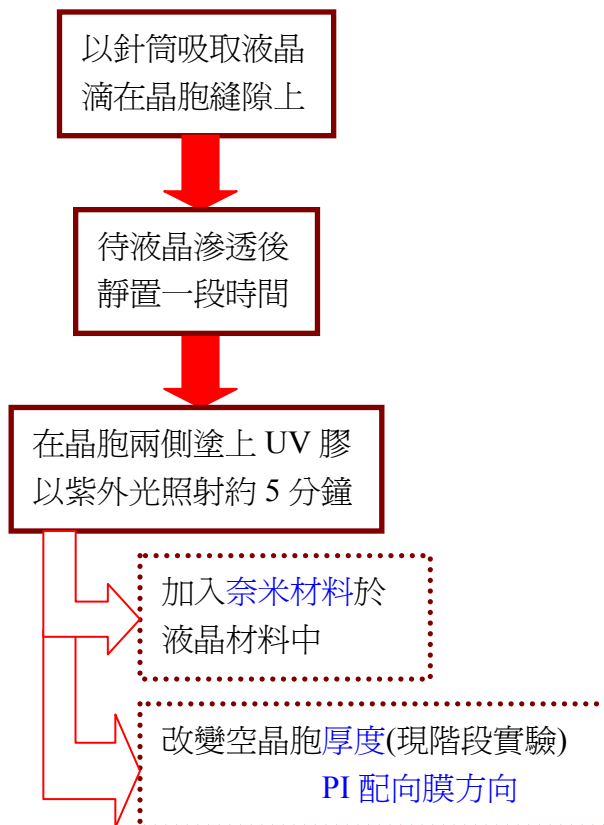 以針筒吸取液晶
滴在晶胞縫隙上
待液晶滲透後
靜置一段時間
在晶胞兩側塗上 UV 膠
以紫外光照射約 5 分鐘
加入奈米材料於
液晶材料中
改變空晶胞厚度(現階段實驗)
PI 配向膜方向